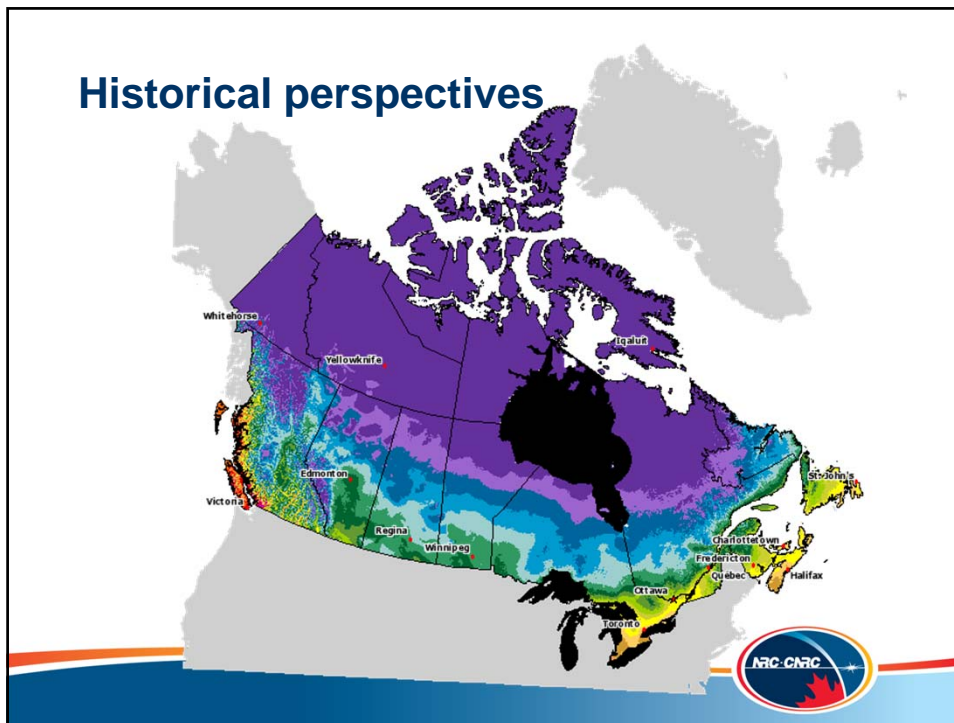 Historical perspectives
Whitehorse
Yellowknife
Iqaluit
Edmonton
St. John's
Victoria
Regina
Winnipeg
Charlottetown
Fredericton
Quebec
Halifax
Ottawa
Toronto
NRC·CNRC